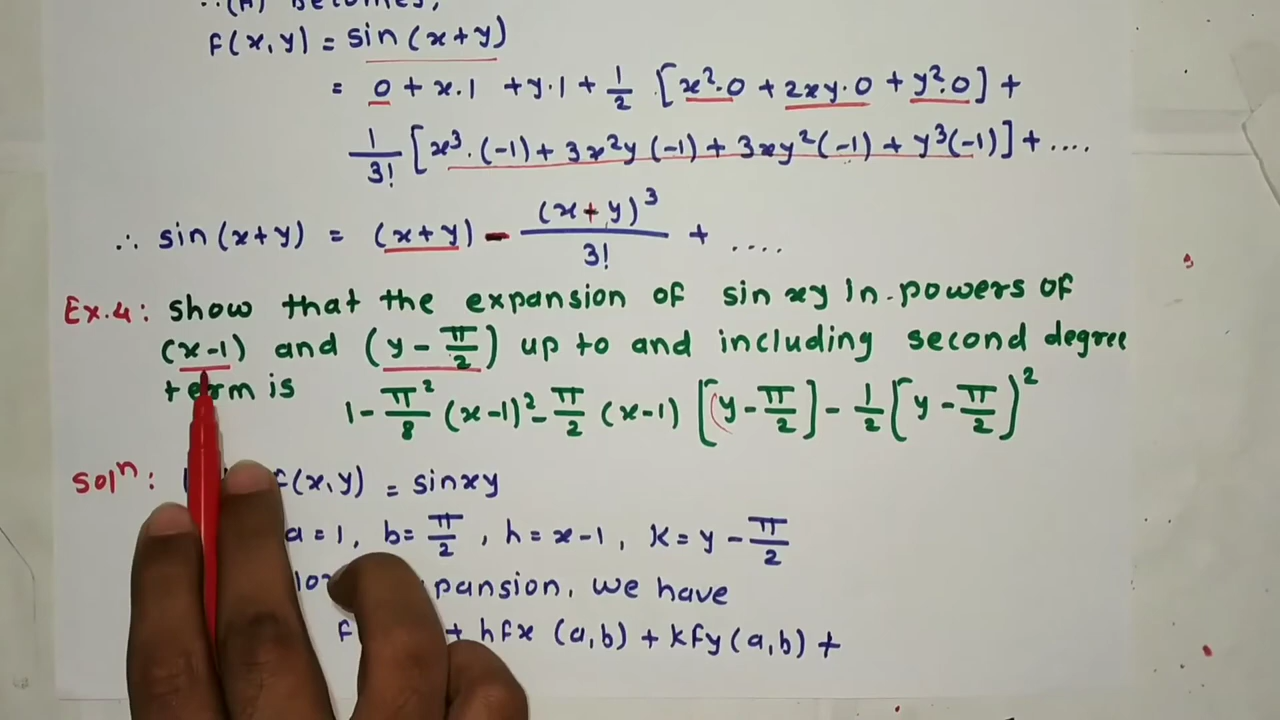 ∴(A) becomes,
f(x,y) = sin(x+y)
= 0 + x.1 + y.1 + 1/2 [x².0 + 2xy.0 + y².0] +
1/3! [x³.(-1) + 3x²y(-1) + 3xy²(-1) + y³(-1)] + ....
∴ sin(x+y) = (x+y) - (x+y)³/3! + ....
Ex.4: show that the expansion of sin xy in powers of
(x-1) and (y - π/2) up to and including second degree
term is 1 - π²/8 (x-1)² - π/2 (x-1) [y - π/2] - 1/2 [y - π/2]²
Solⁿ: f(x,y) = sinxy
a=1, b= π/2, h=x-1, k=y-π/2
expansion, we have
+ hfx (a,b) + kfy (a,b) +